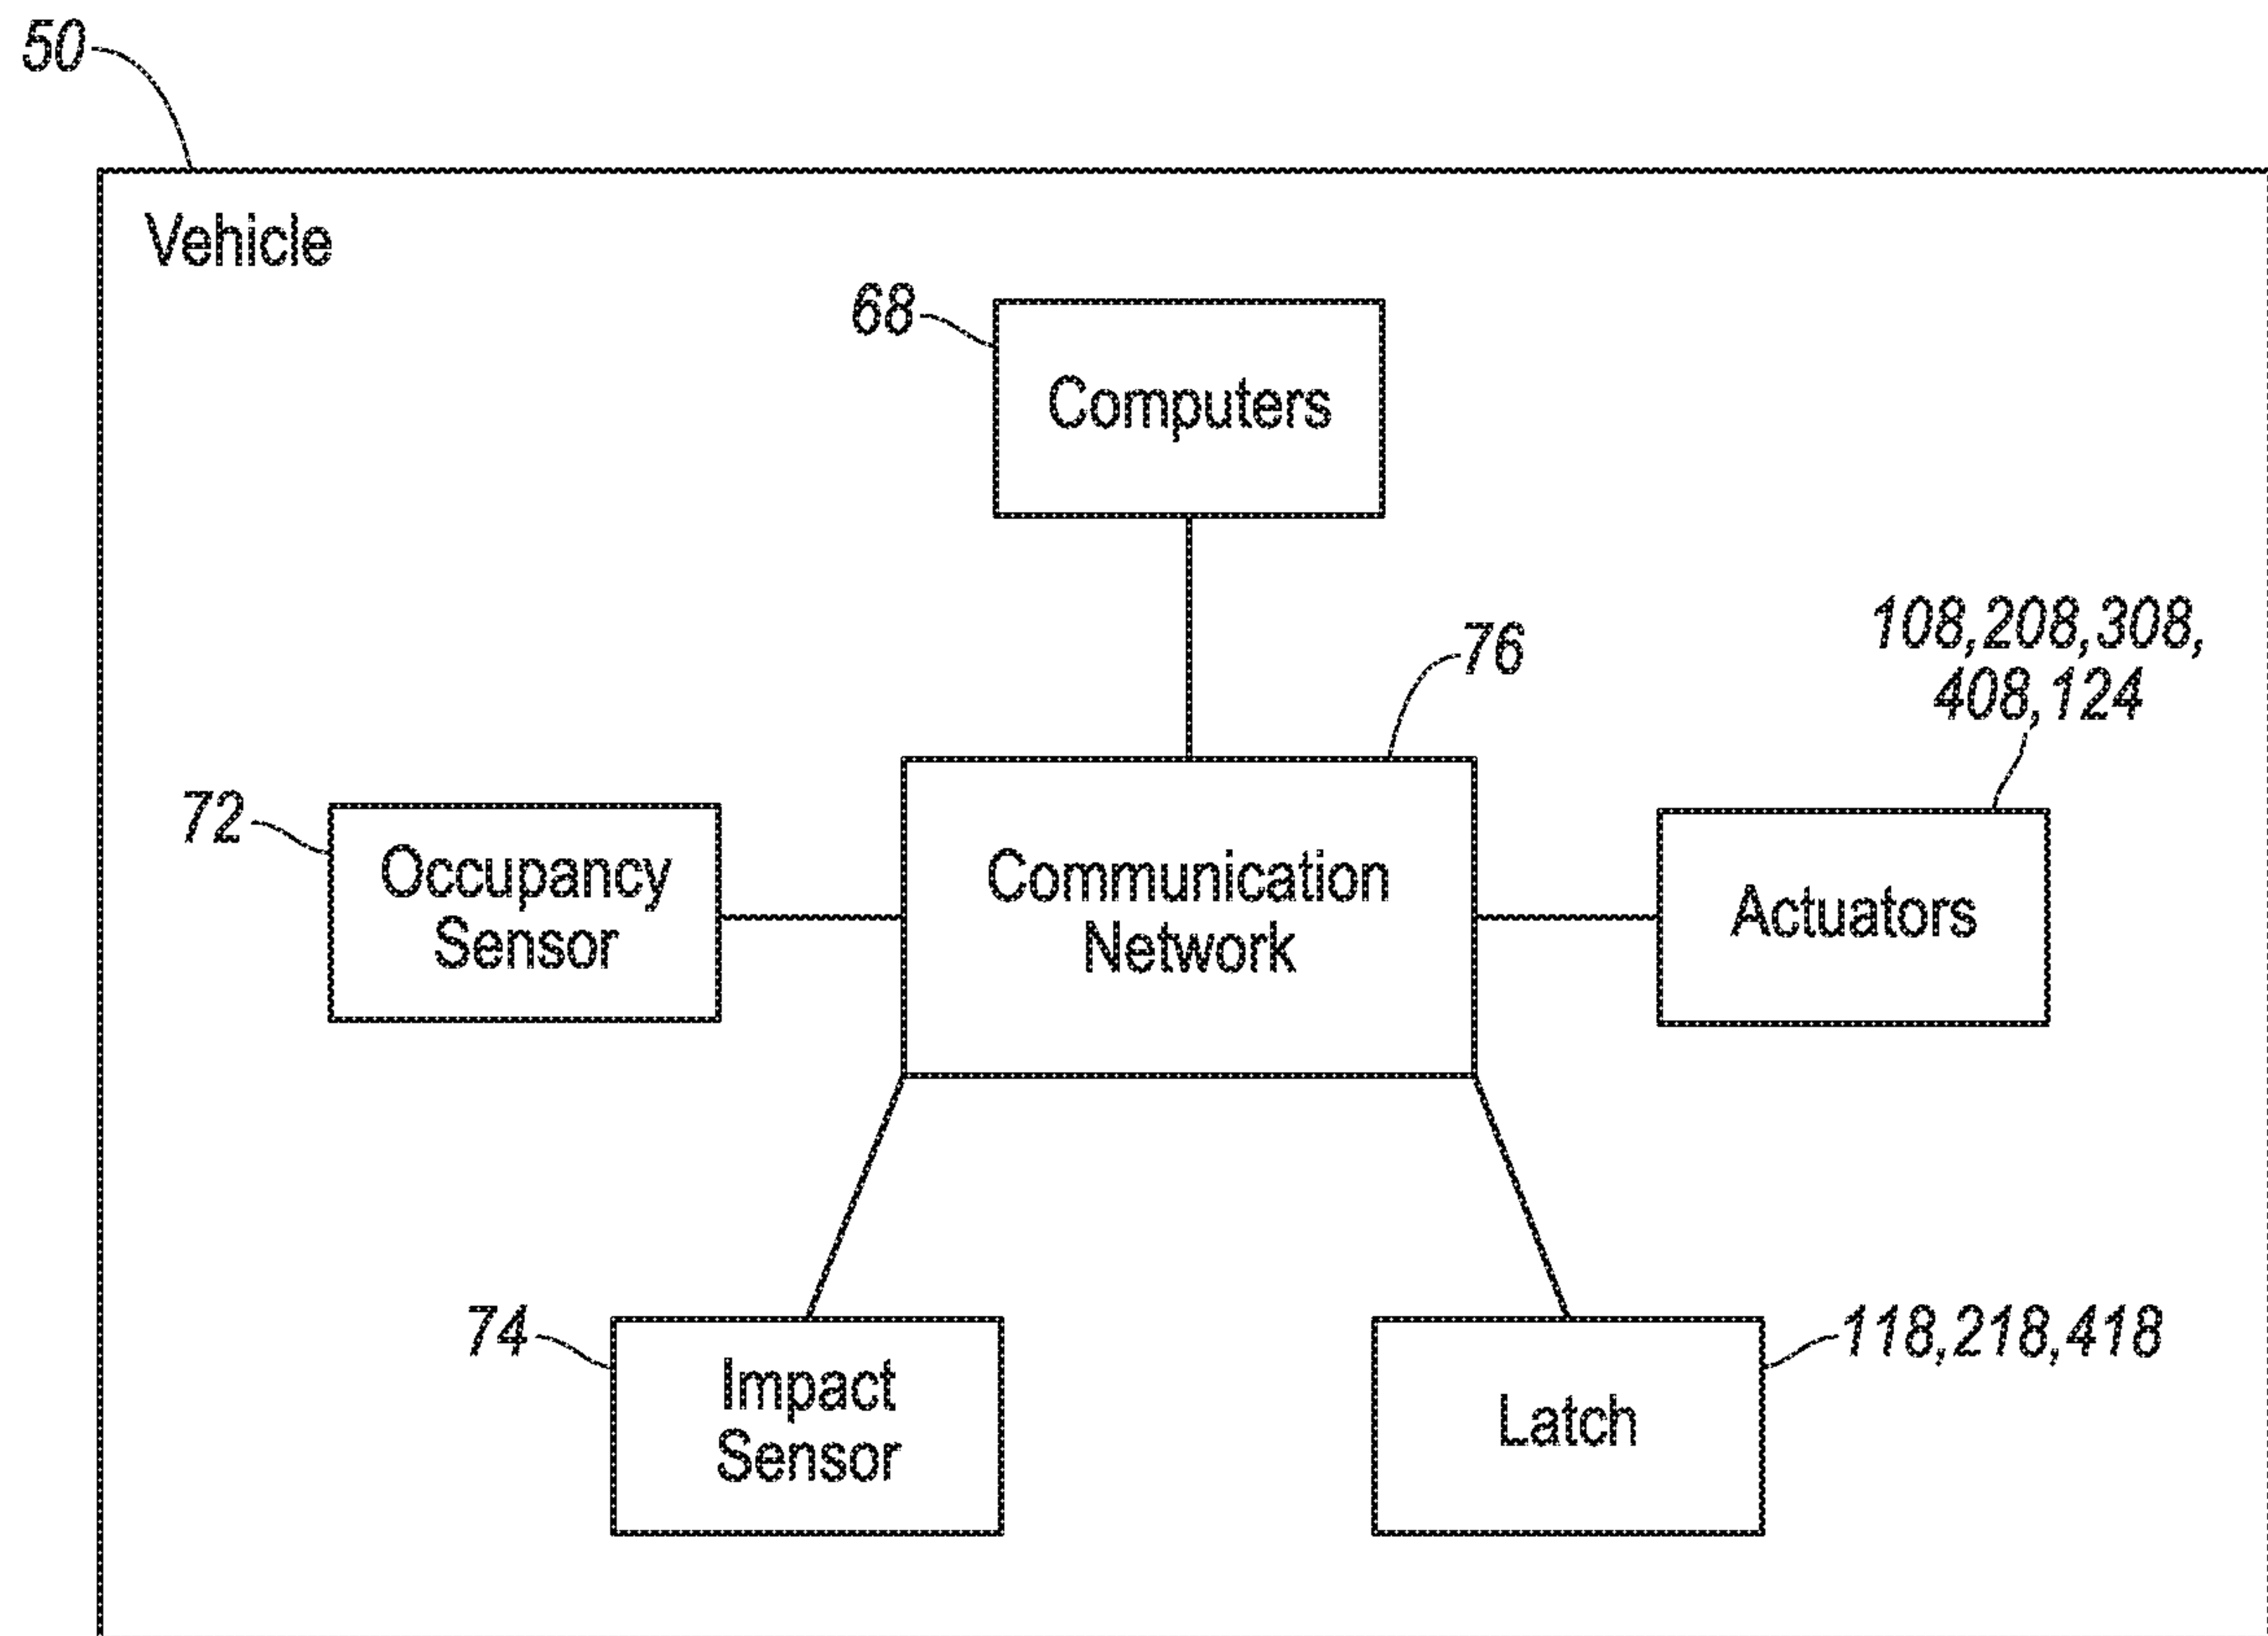 50
Vehicle
68
Computers
76
108,208,308,
408,124
72
Occupancy
Sensor
Communication
Network
Actuators
74
Impact
Sensor
Latch
118,218,418